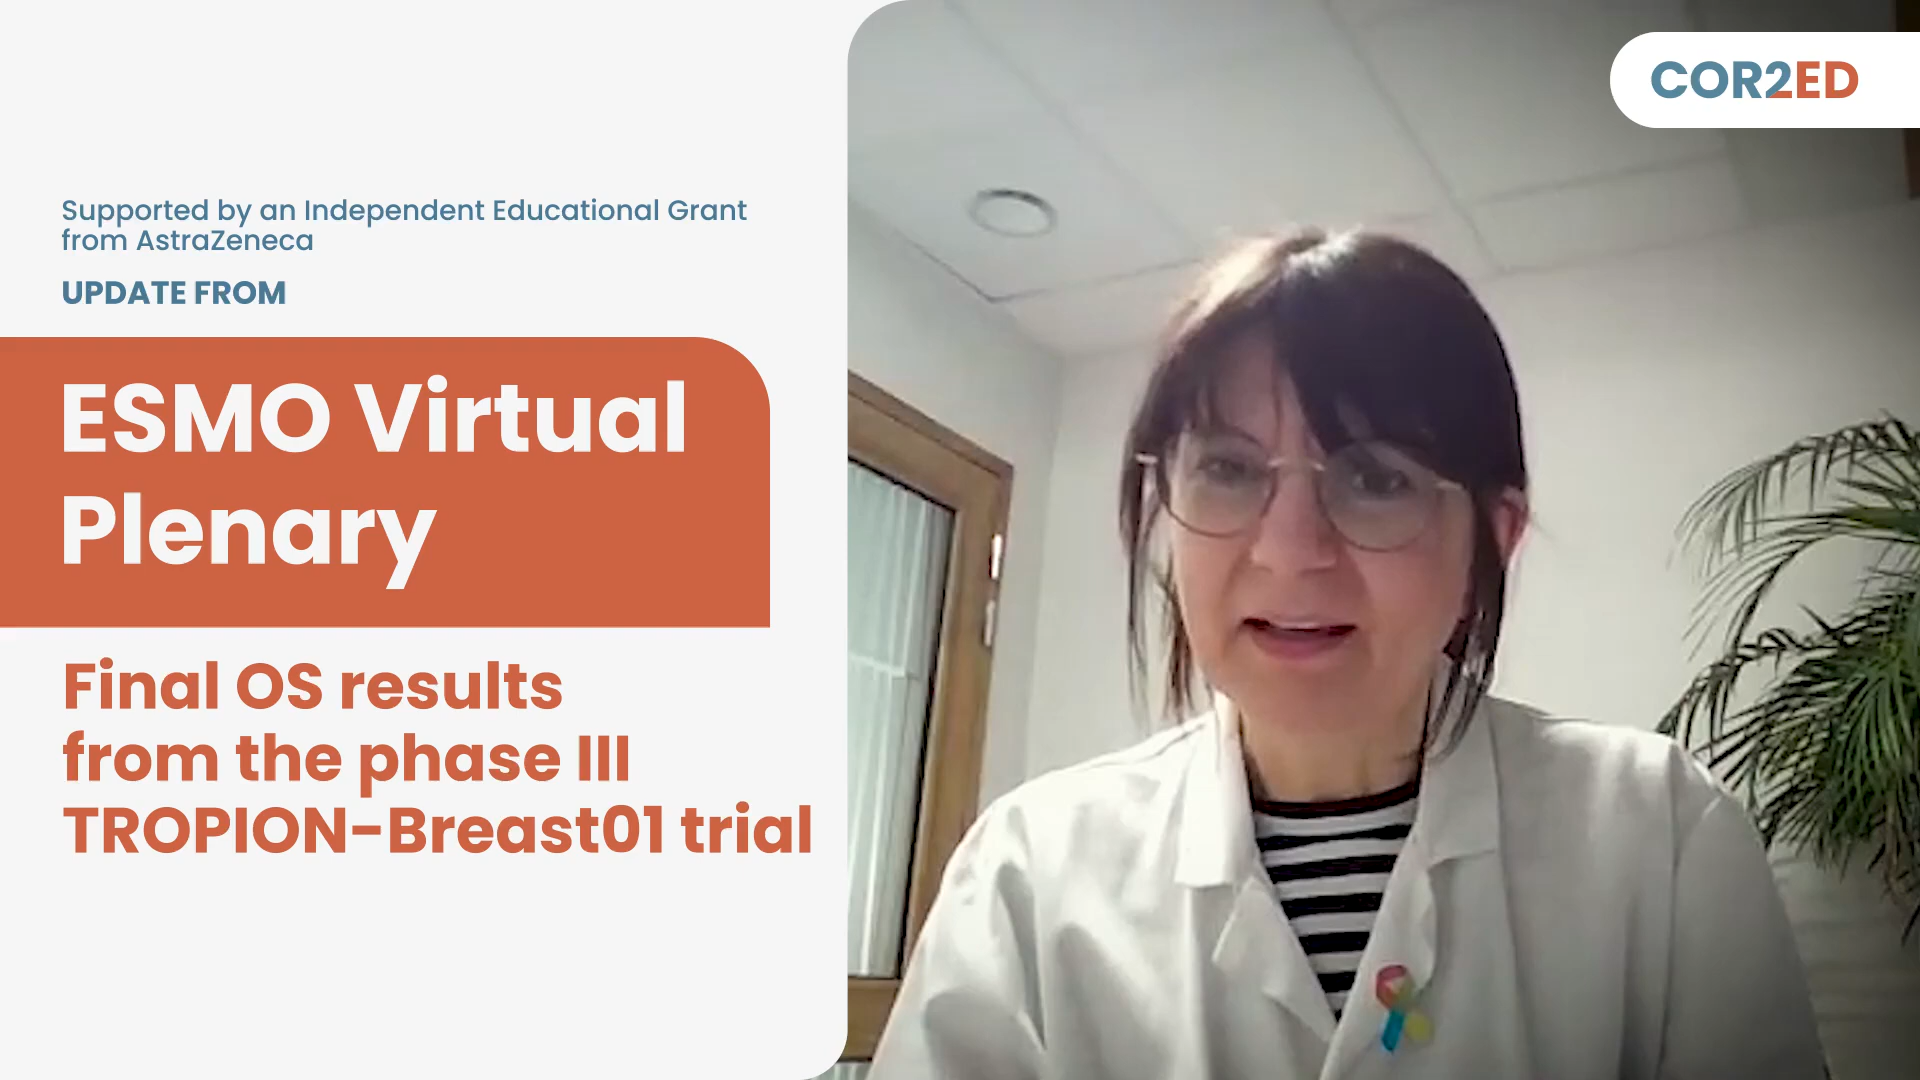 COR2ED
Supported by an Independent Educational Grant
from AstraZeneca
UPDATE FROM
ESMO Virtual
Plenary
Final OS results
from the phase III
TROPION-Breast01 trial